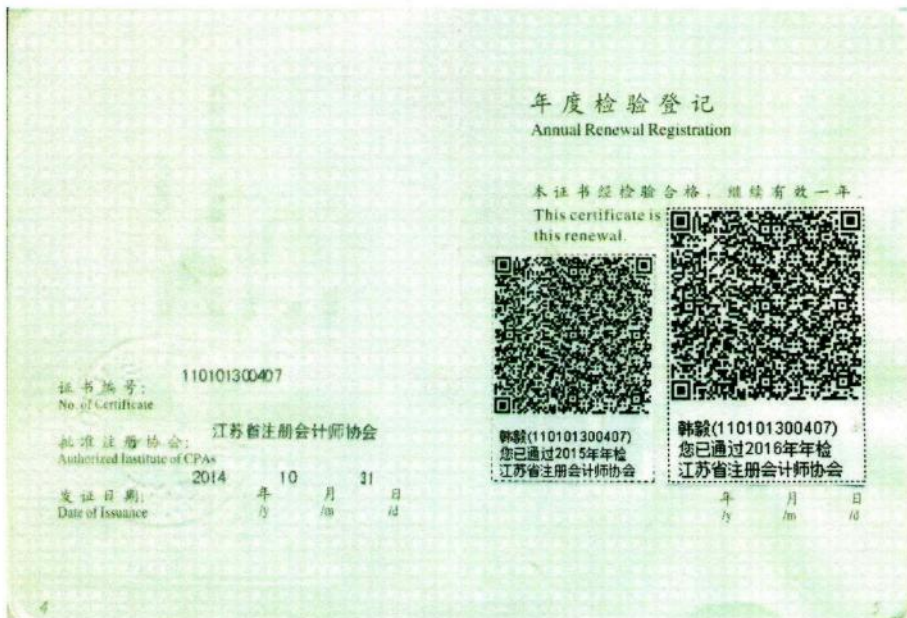 证书编号:
No. of Certificate
110101300407
批准注册协会:
Authorized Institute of CPAs
江苏省注册会计师协会
发证日期:
Date of Issuance
2014 10 31
年 月 日
/y /m /d
4
年度检验登记
Annual Renewal Registration
本证书经检验合格，继续有效一年。
This certificate is
this renewal.
韩毅(110101300407)
您已通过2015年年检
江苏省注册会计师协会
韩毅(110101300407)
您已通过2016年年检
江苏省注册会计师协会
年 月 日
/y /m /d
5